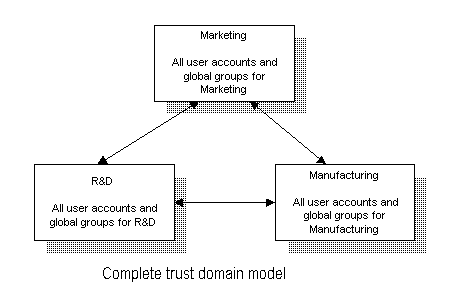 Marketing
All user accounts and
global groups for
Marketing
R&D
All user accounts and
global groups for R&D
Manufacturing
All user accounts and
global groups for
Manufacturing
Complete trust domain model